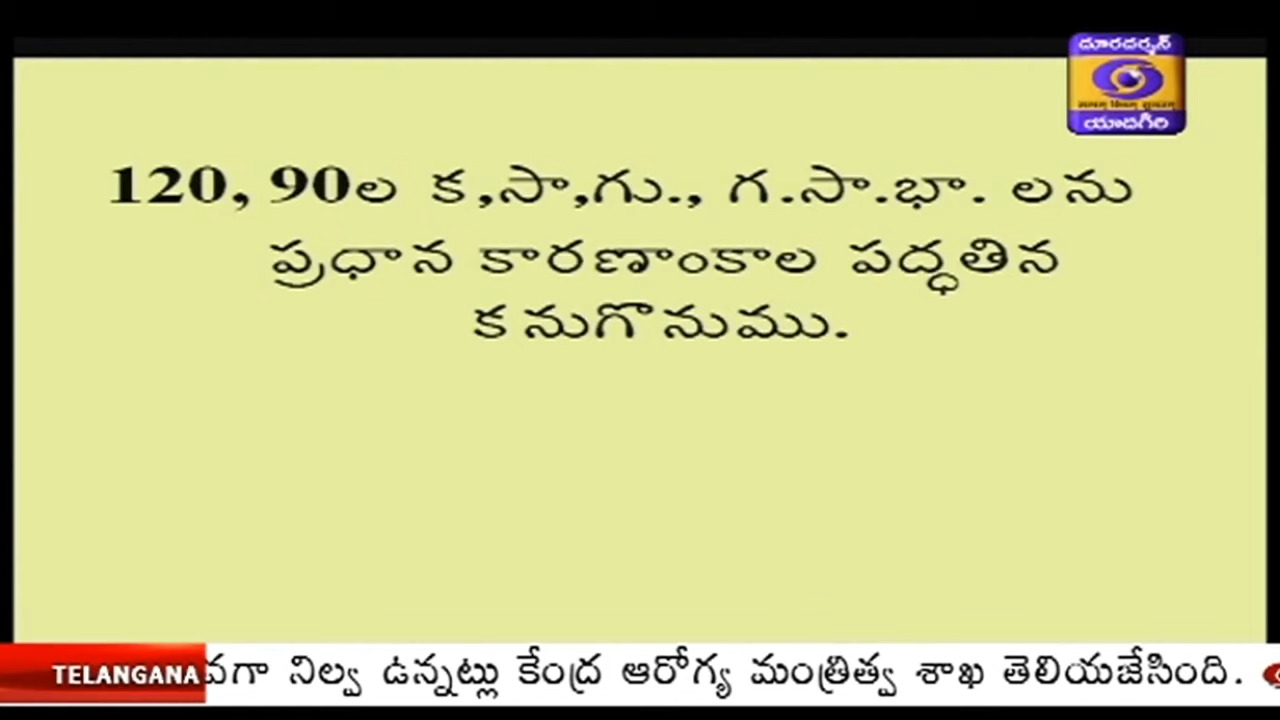 దూరదర్శన్
యాదగిరి
120, 90ల క,సా,గు., గ.సా.భా. లను
ప్రధాన కారణాంకాల పద్ధతిన
కనుగొనుము.
TELANGANA వగా నిల్వ ఉన్నట్లు కేంద్ర ఆరోగ్య మంత్రిత్వ శాఖ తెలియజేసింది.